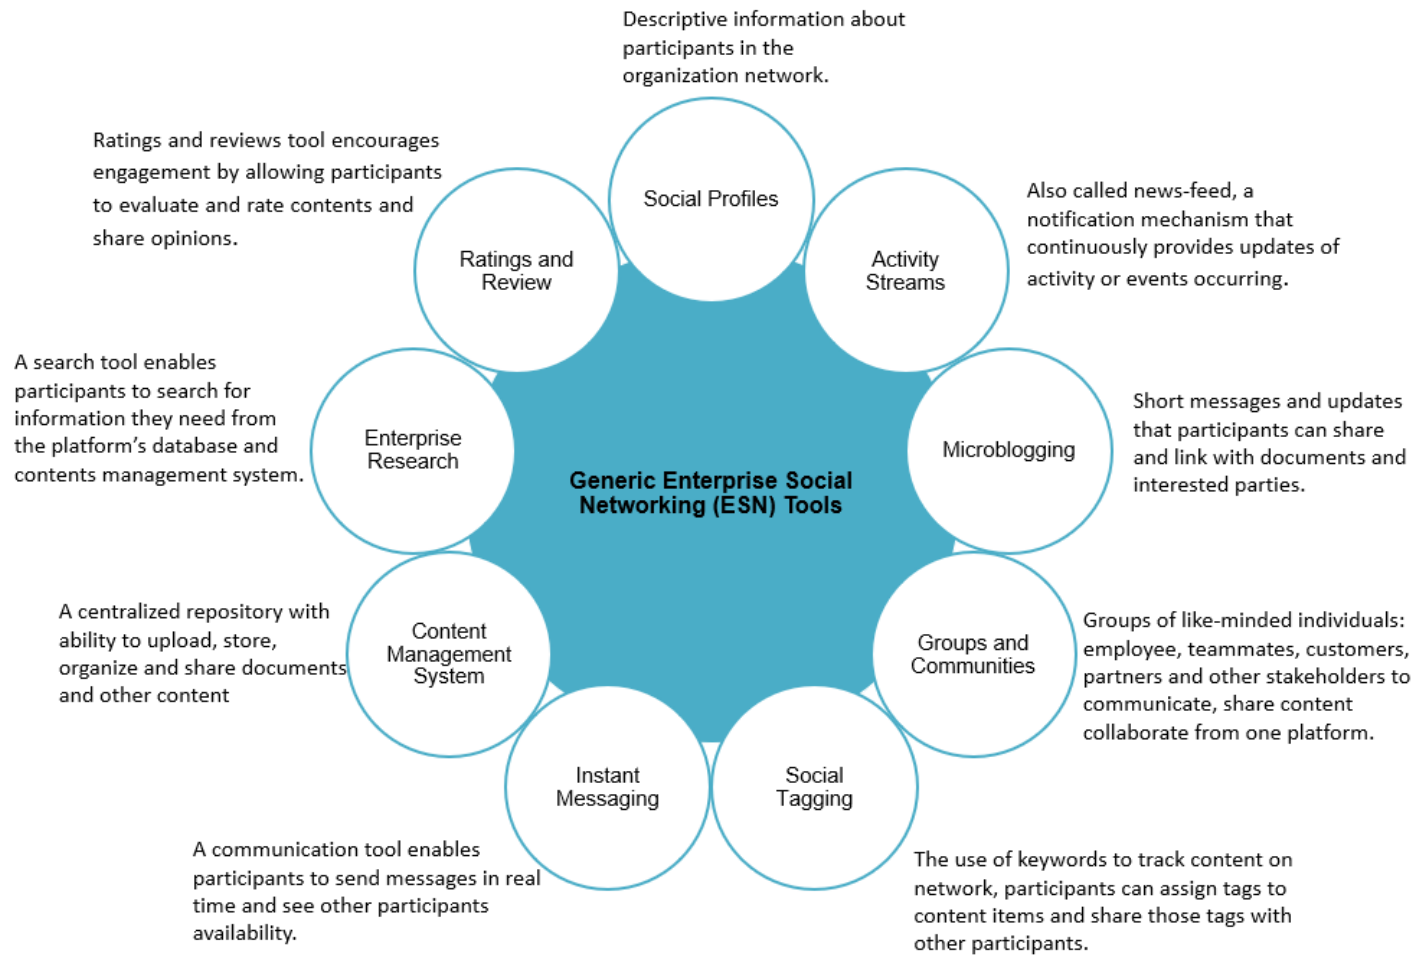 Descriptive information about
participants in the
organization network.
Social Profiles
Also called news-feed, a
notification mechanism that
continuously provides updates of
activity or events occurring.
Activity
Streams
Short messages and updates
that participants can share
and link with documents and
interested parties.
Microblogging
Groups of like-minded individuals:
employee, teammates, customers,
partners and other stakeholders to
communicate, share content
collaborate from one platform.
Groups and
Communities
The use of keywords to track content on
network, participants can assign tags to
content items and share those tags with
other participants.
Social
Tagging
A communication tool enables
participants to send messages in real
time and see other participants
availability.
Instant
Messaging
A centralized repository with
ability to upload, store,
organize and share documents
and other content
Content
Management
System
A search tool enables
participants to search for
information they need from
the platform’s database and
contents management system.
Enterprise
Research
Ratings and reviews tool encourages
engagement by allowing participants
to evaluate and rate contents and
share opinions.
Ratings and
Review
Generic Enterprise Social
Networking (ESN) Tools